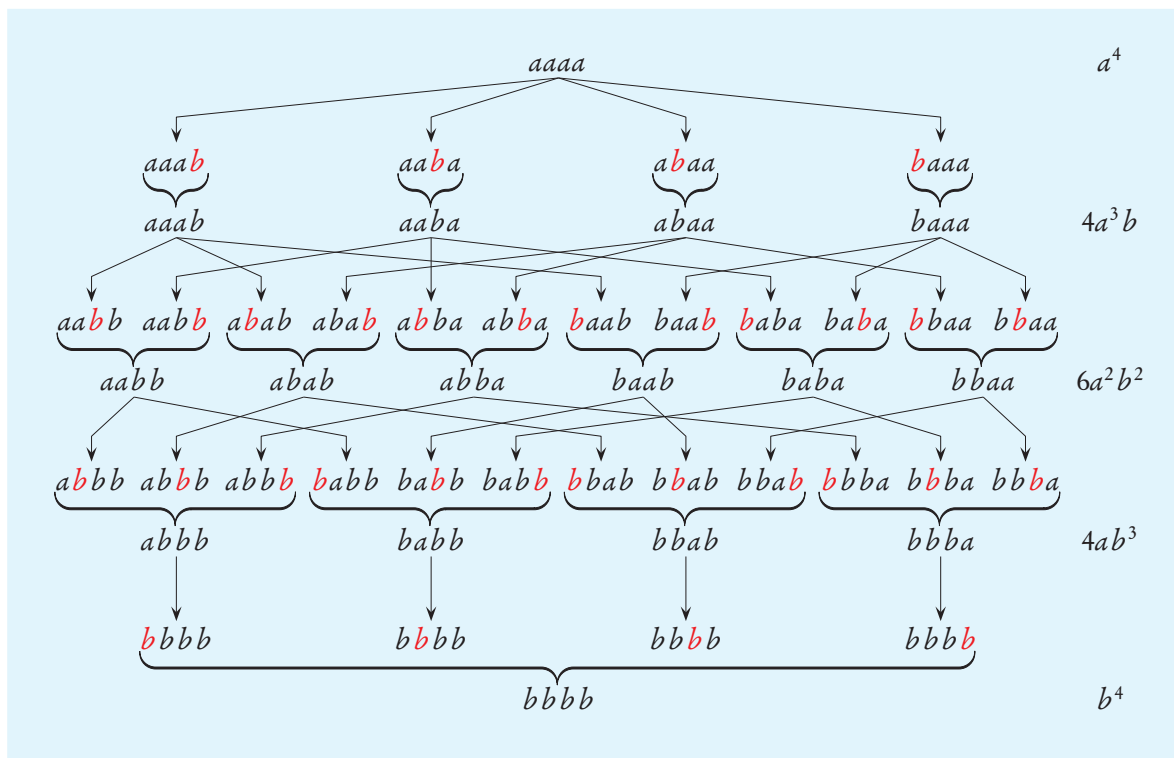 aaaa a⁴
aaab aaba abaa baaa
aaab aaba abaa baaa 4a³b
aabb aabb abab abab abba abba baab baab baba baba bbaa bbaa
aabb abab abba baab baba bbaa 6a²b²
abbb abbb abbb babb babb babb bbab bbab bbab bbba bbba bbba
abbb babb bbab bbba 4ab³
bbbb bbbb bbbb bbbb
bbbb b⁴